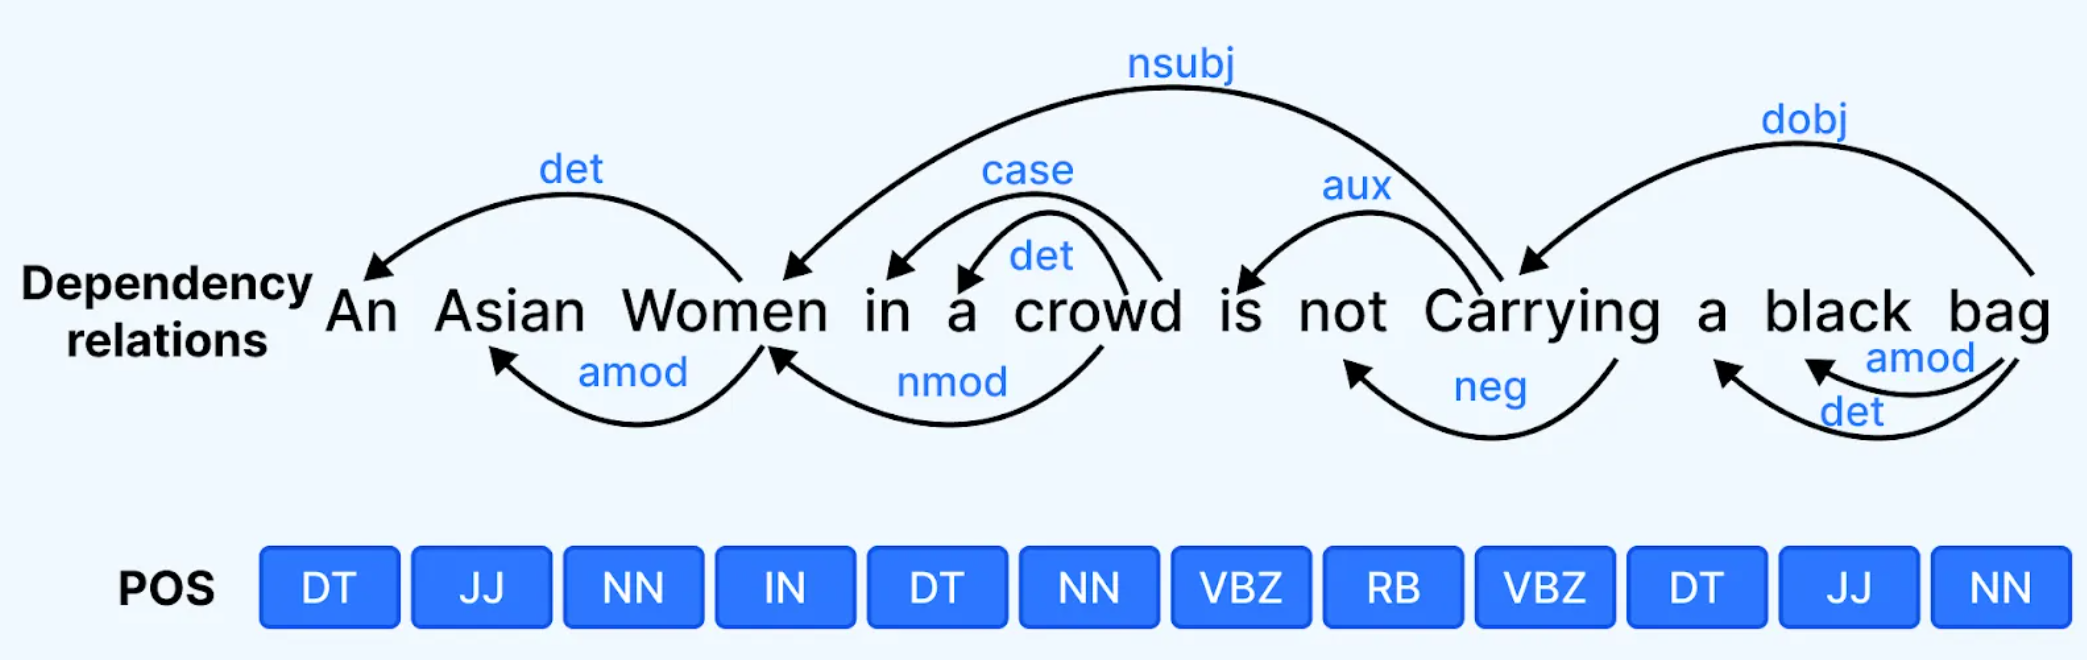 nsubj
dobj
det
case
aux
det
Dependency relations
An Asian Women in a crowd is not Carrying a black bag
amod
nmod
neg
amod
det
POS DT JJ NN IN DT NN VBZ RB VBZ DT JJ NN